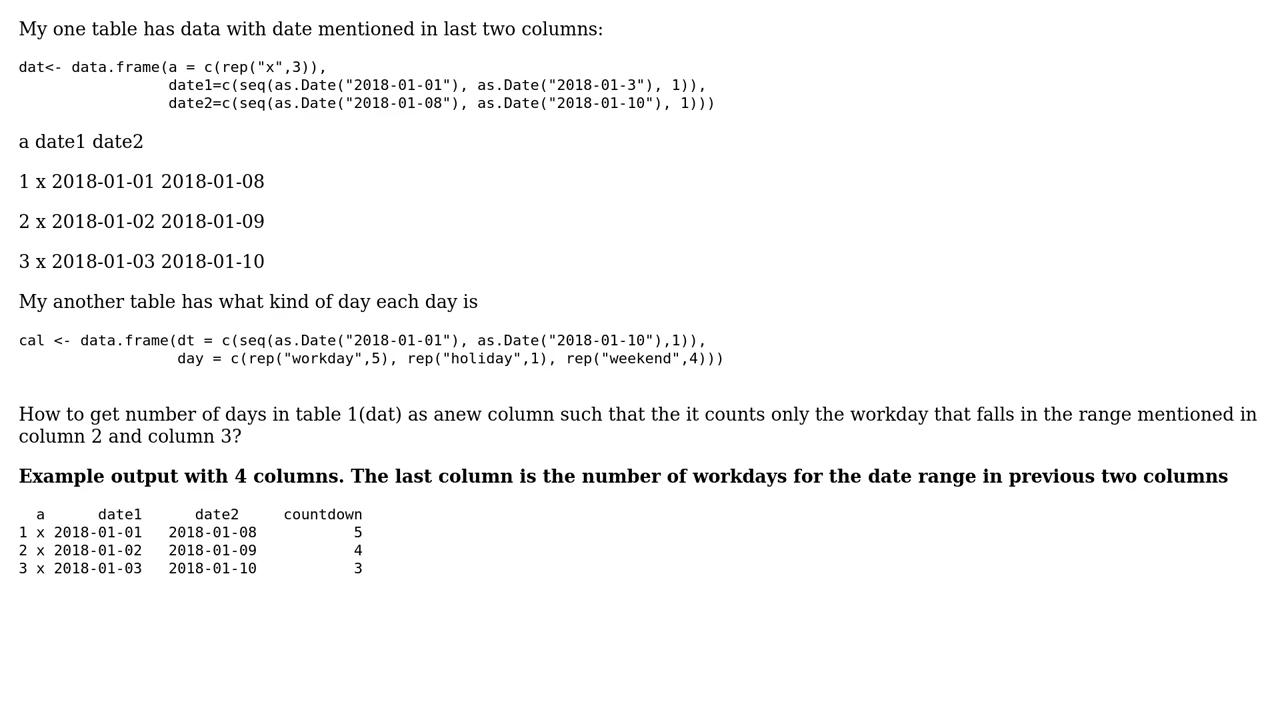 My one table has data with date mentioned in last two columns:
dat<- data.frame(a = c(rep("x",3)),
                 date1=c(seq(as.Date("2018-01-01"), as.Date("2018-01-3"), 1)),
                 date2=c(seq(as.Date("2018-01-08"), as.Date("2018-01-10"), 1)))
a date1 date2
1 x 2018-01-01 2018-01-08
2 x 2018-01-02 2018-01-09
3 x 2018-01-03 2018-01-10
My another table has what kind of day each day is
cal <- data.frame(dt = c(seq(as.Date("2018-01-01"), as.Date("2018-01-10"),1)),
                  day = c(rep("workday",5), rep("holiday",1), rep("weekend",4)))
How to get number of days in table 1(dat) as anew column such that the it counts only the workday that falls in the range mentioned in
column 2 and column 3?
Example output with 4 columns. The last column is the number of workdays for the date range in previous two columns
  a      date1      date2     countdown
1 x 2018-01-01   2018-01-08           5
2 x 2018-01-02   2018-01-09           4
3 x 2018-01-03   2018-01-10           3